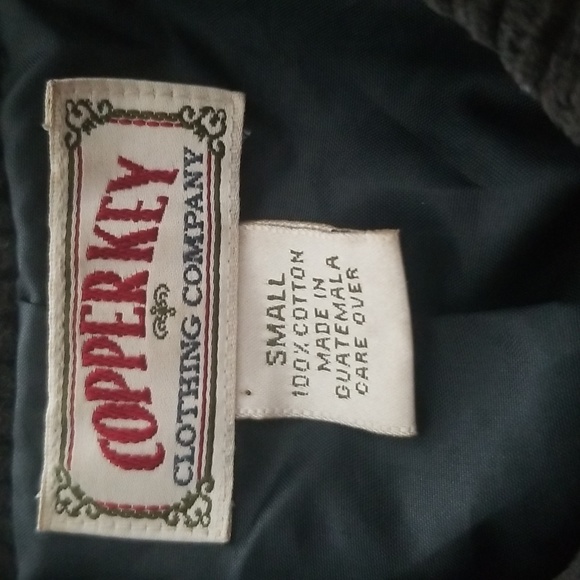 COPPER KEY
CLOTHING COMPANY
SMALL
100% COTTON
MADE IN
GUATEMALA
CARE OVER